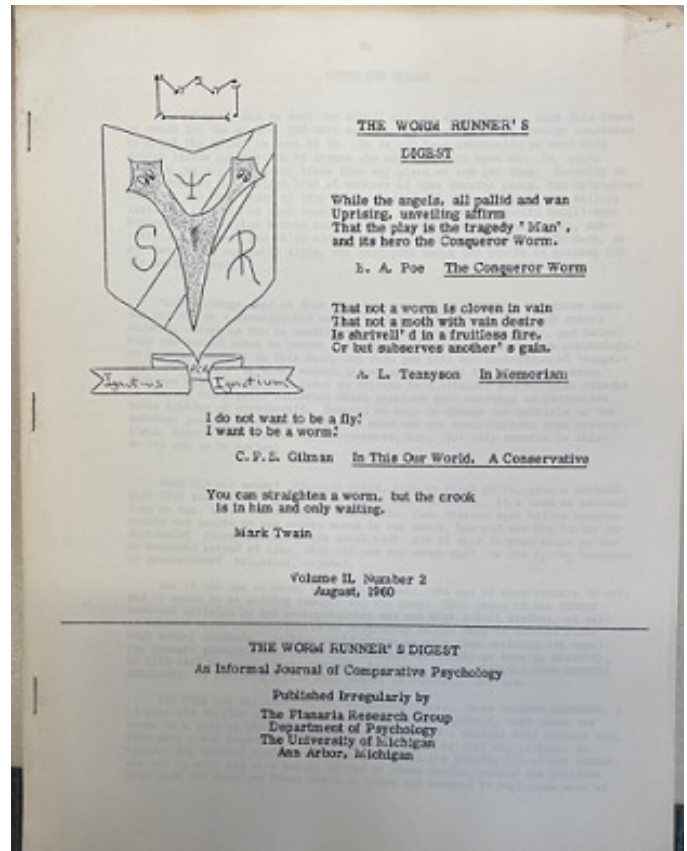 THE WORM RUNNER'S
DIGEST
While the angels, all pallid and wan
Uprising, unveiling affirm
That the play is the tragedy "Man",
and its hero the Conqueror Worm.
E. A. Poe The Conqueror Worm
Ψ
S R
That not a worm is cloven in vain
That not a moth with vain desire
Is shrivell'd in a fruitless fire,
Or but subserves another's gain.
A. L. Tennyson In Memoriam
Ignotius Ignotium
I do not want to be a fly!
I want to be a worm!
C.P.S. Gilman In This Our World. A Conservative
You can straighten a worm, but the crook
is in him and only waiting.
Mark Twain
Volume II, Number 2
August, 1960
THE WORM RUNNER'S DIGEST
An Informal Journal of Comparative Psychology
Published Irregularly by
The Planaria Research Group
Department of Psychology
The University of Michigan
Ann Arbor, Michigan